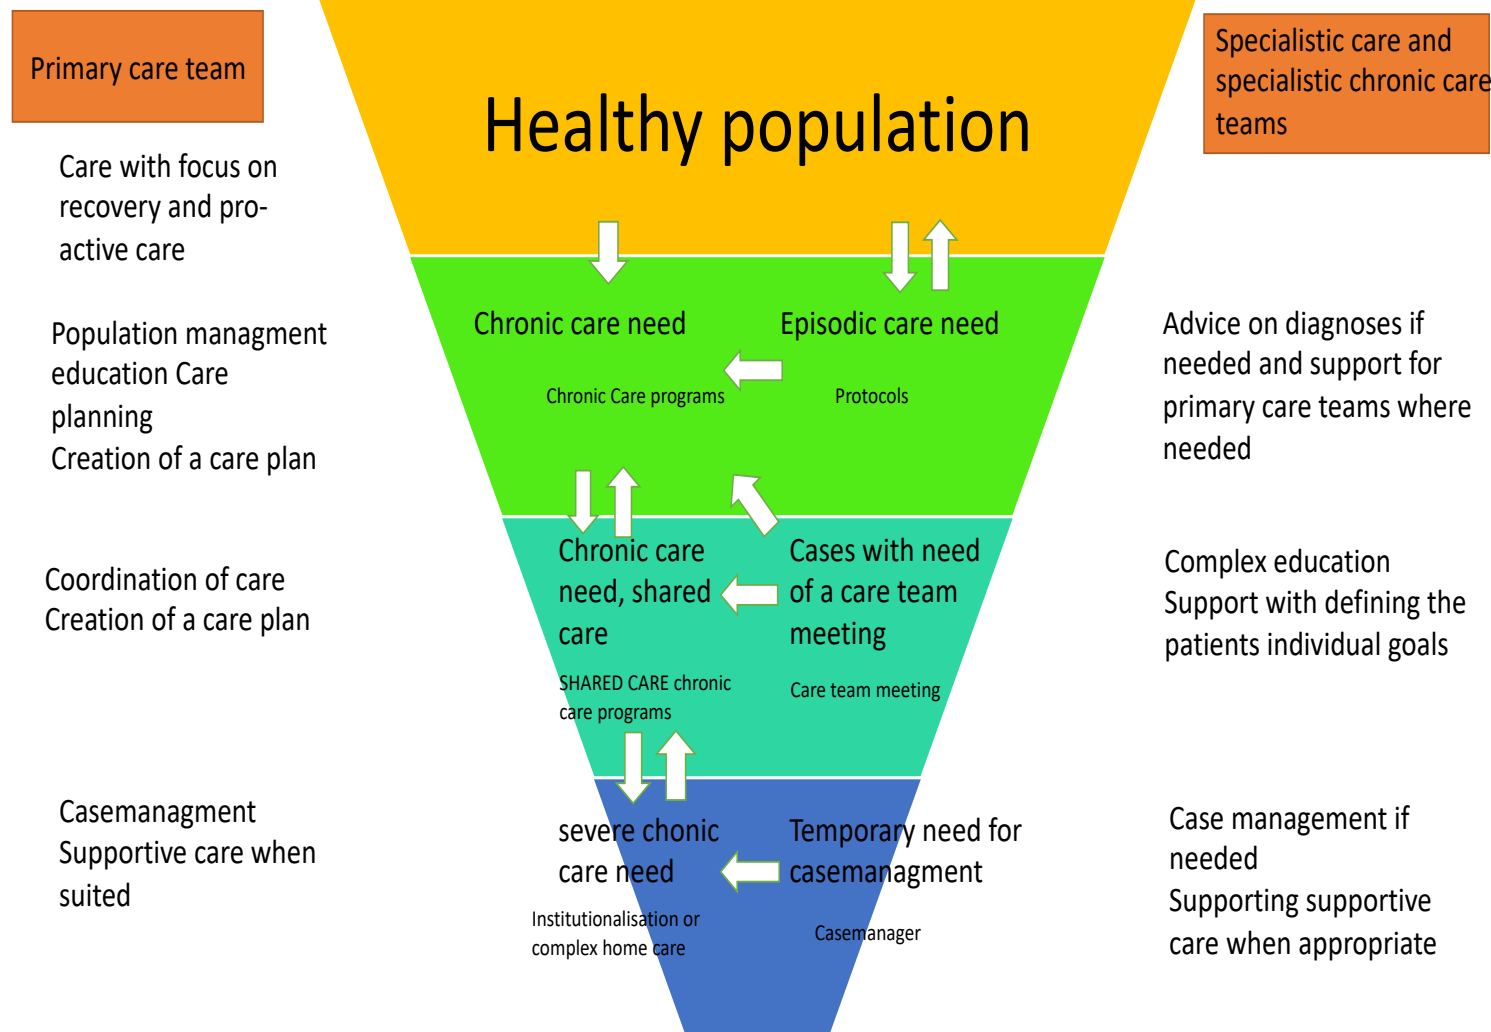 Primary care team
Care with focus on
recovery and pro-
active care
Population managment
education Care
planning
Creation of a care plan
Coordination of care
Creation of a care plan
Casemanagment
Supportive care when
suited
Healthy population
Chronic care need
Chronic Care programs
Episodic care need
Protocols
Chronic care
need, shared
care
SHARED CARE chronic
care programs
Cases with need
of a care team
meeting
Care team meeting
severe chonic
care need
Institutionalisation or
complex home care
Temporary need for
casemanagment
Casemanager
Specialistic care and
specialistic chronic care
teams
Advice on diagnoses if
needed and support for
primary care teams where
needed
Complex education
Support with defining the
patients individual goals
Case management if
needed
Supporting supportive
care when appropriate